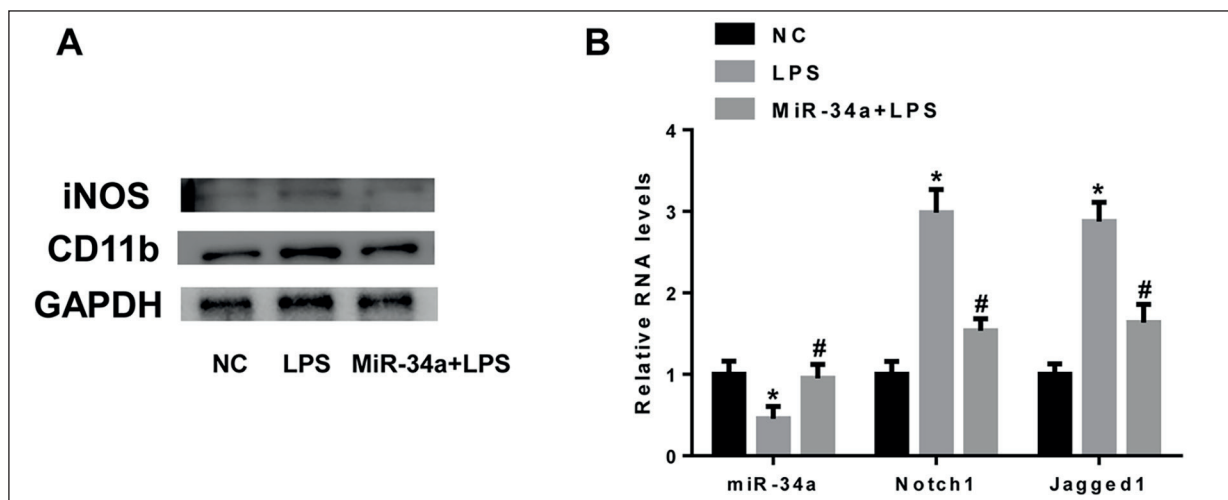 A
iNOS
CD11b
GAPDH
NC LPS MiR-34a+LPS
B
NC
LPS
MiR-34a+LPS
Relative RNA levels
4
3
2
1
0
* # * # * #
miR-34a Notch1 Jagged1